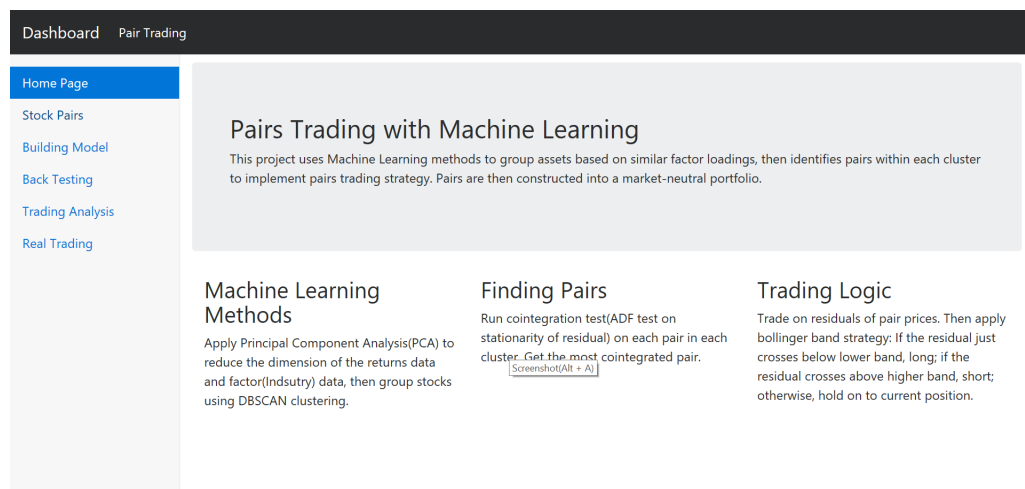 Dashboard Pair Trading
Home Page
Stock Pairs
Building Model
Back Testing
Trading Analysis
Real Trading
Pairs Trading with Machine Learning
This project uses Machine Learning methods to group assets based on similar factor loadings, then identifies pairs within each cluster
to implement pairs trading strategy. Pairs are then constructed into a market-neutral portfolio.
Machine Learning
Methods
Apply Principal Component Analysis(PCA) to
reduce the dimension of the returns data
and factor(Indsutry) data, then group stocks
using DBSCAN clustering.
Finding Pairs
Run cointegration test(ADF test on
stationarity of residual) on each pair in each
cluster. Get the most cointegrated pair.
Screenshot(Alt + A)
Trading Logic
Trade on residuals of pair prices. Then apply
bollinger band strategy: If the residual just
crosses below lower band, long; if the
residual crosses above higher band, short;
otherwise, hold on to current position.